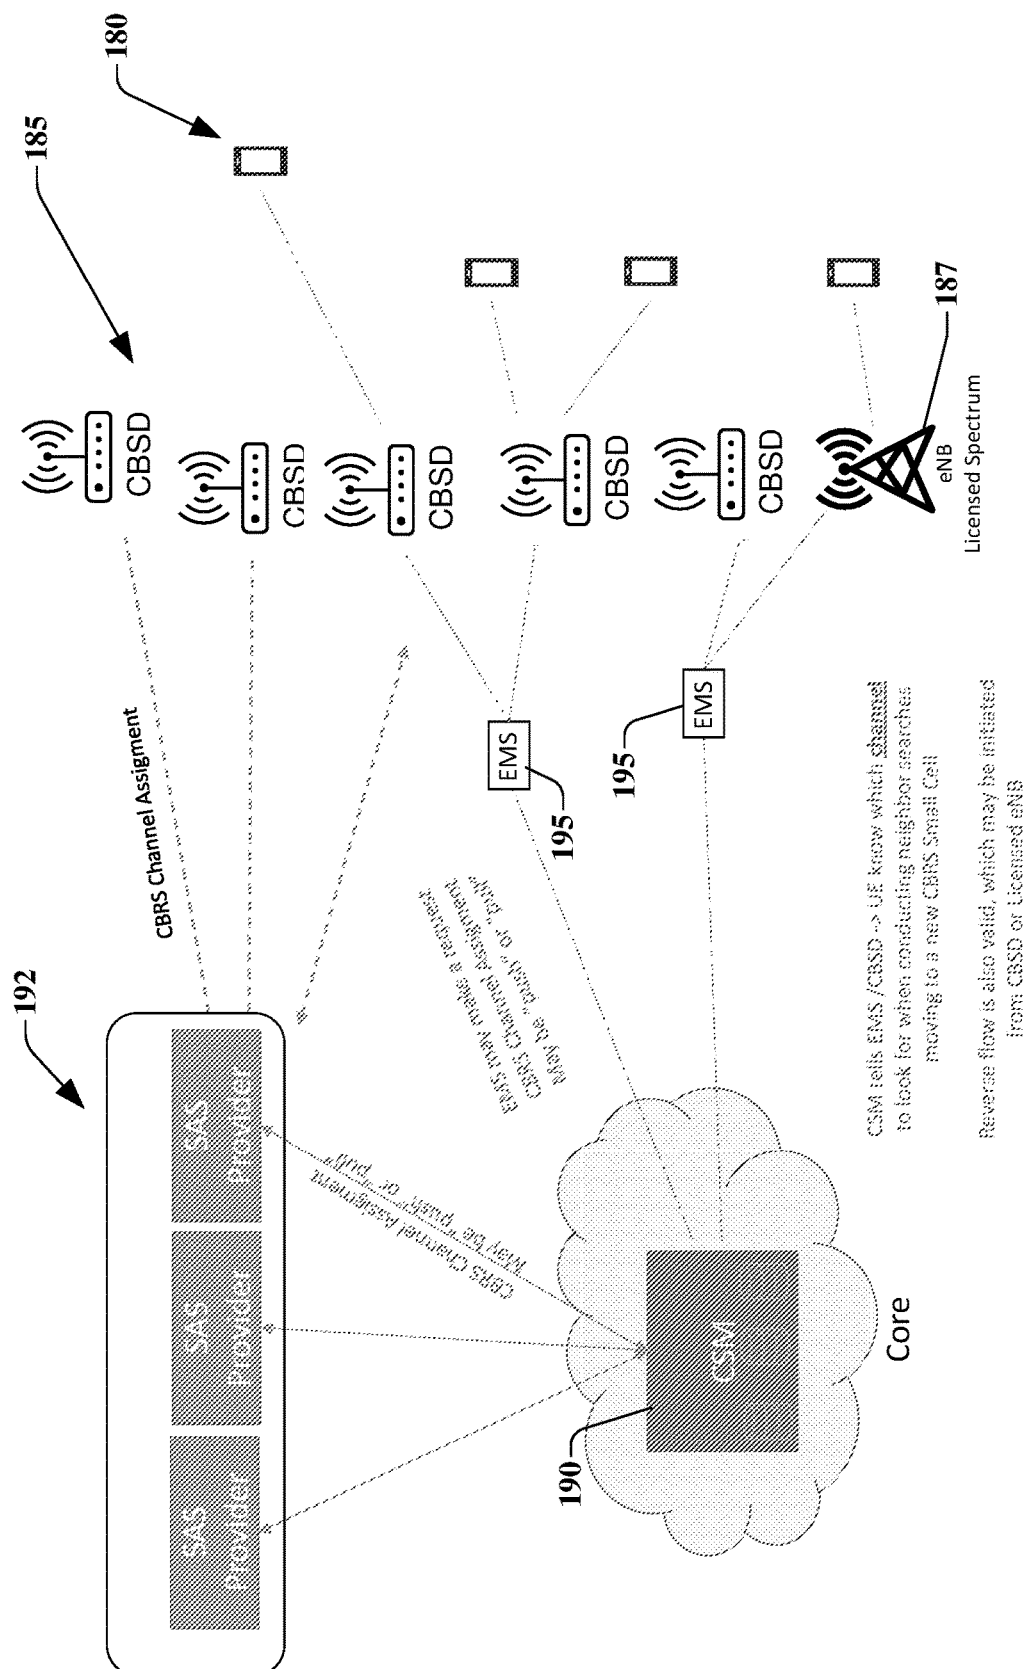 192
SAS
Provider
SAS
Provider
SAS
Provider
CBRS Channel Assigment
185
180
CBSD
CBSD
CBSD
CBSD
CBSD
eNB
Licensed Spectrum
187
CBRS Channel Assigment
May be "push" or "pull"
EMS may make a request
CBRS Channel Assignment
May be "push" or "pull"
EMS
195
EMS
195
190
CSM
Core
CSM tells EMS /CBSD -> UE know which channel
to look for when conducting neighbor searches
moving to a new CBRS Small Cell
Reverse flow is also valid, which may be initiated
from CBSD or Licensed eNB